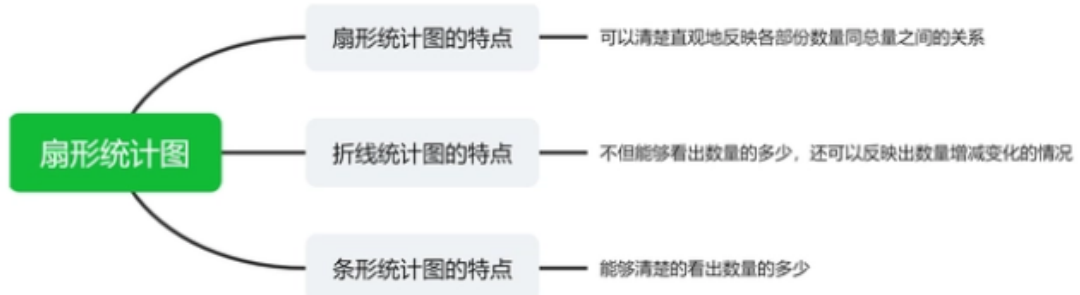 扇形统计图的特点
可以清楚直观地反映各部份数量同总量之间的关系
扇形统计图
折线统计图的特点
不但能够看出数量的多少，还可以反映出数量增减变化的情况
条形统计图的特点
能够清楚的看出数量的多少